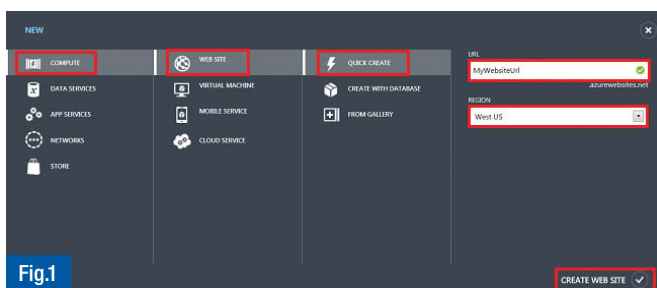 NEW
COMPUTE
DATA SERVICES
APP SERVICES
NETWORKS
STORE
WEB SITE
VIRTUAL MACHINE
MOBILE SERVICE
CLOUD SERVICE
QUICK CREATE
CREATE WITH DATABASE
FROM GALLERY
URL
MyWebsiteUrl
.azurewebsites.net
REGION
West US
Fig.1
CREATE WEB SITE